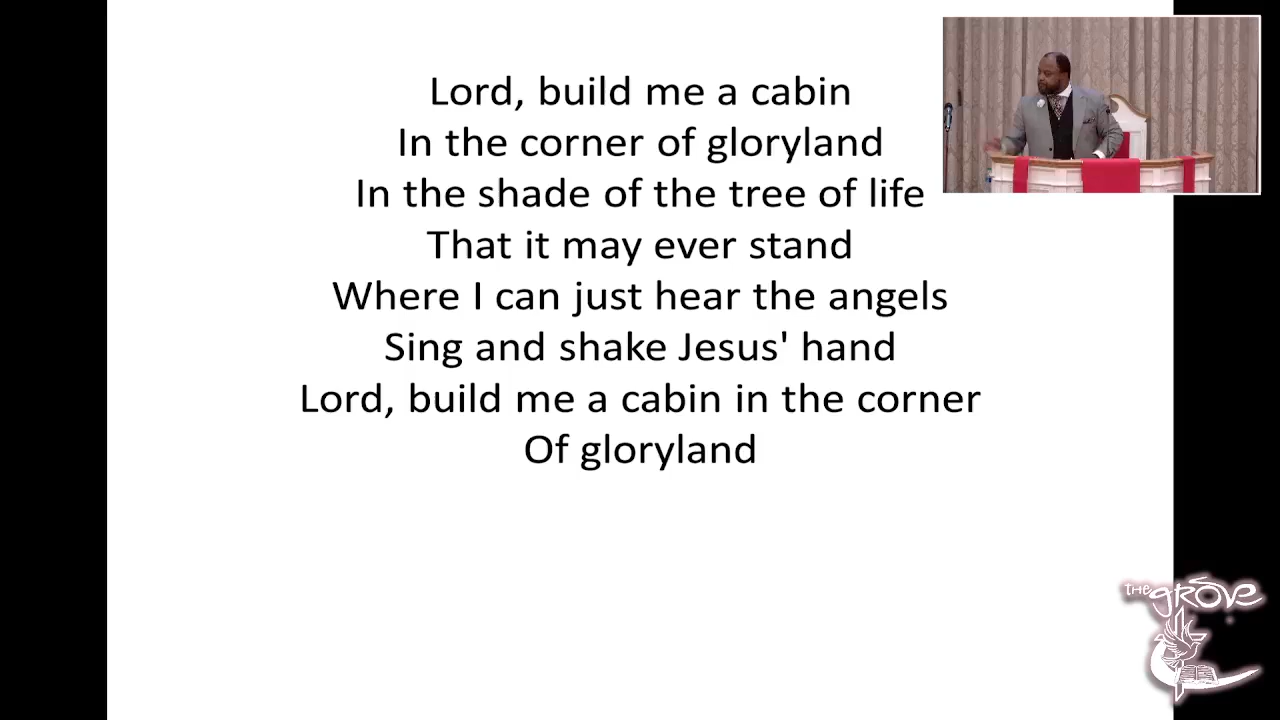 Lord, build me a cabin
In the corner of gloryland
In the shade of the tree of life
That it may ever stand
Where I can just hear the angels
Sing and shake Jesus' hand
Lord, build me a cabin in the corner
Of gloryland
THE GROVE